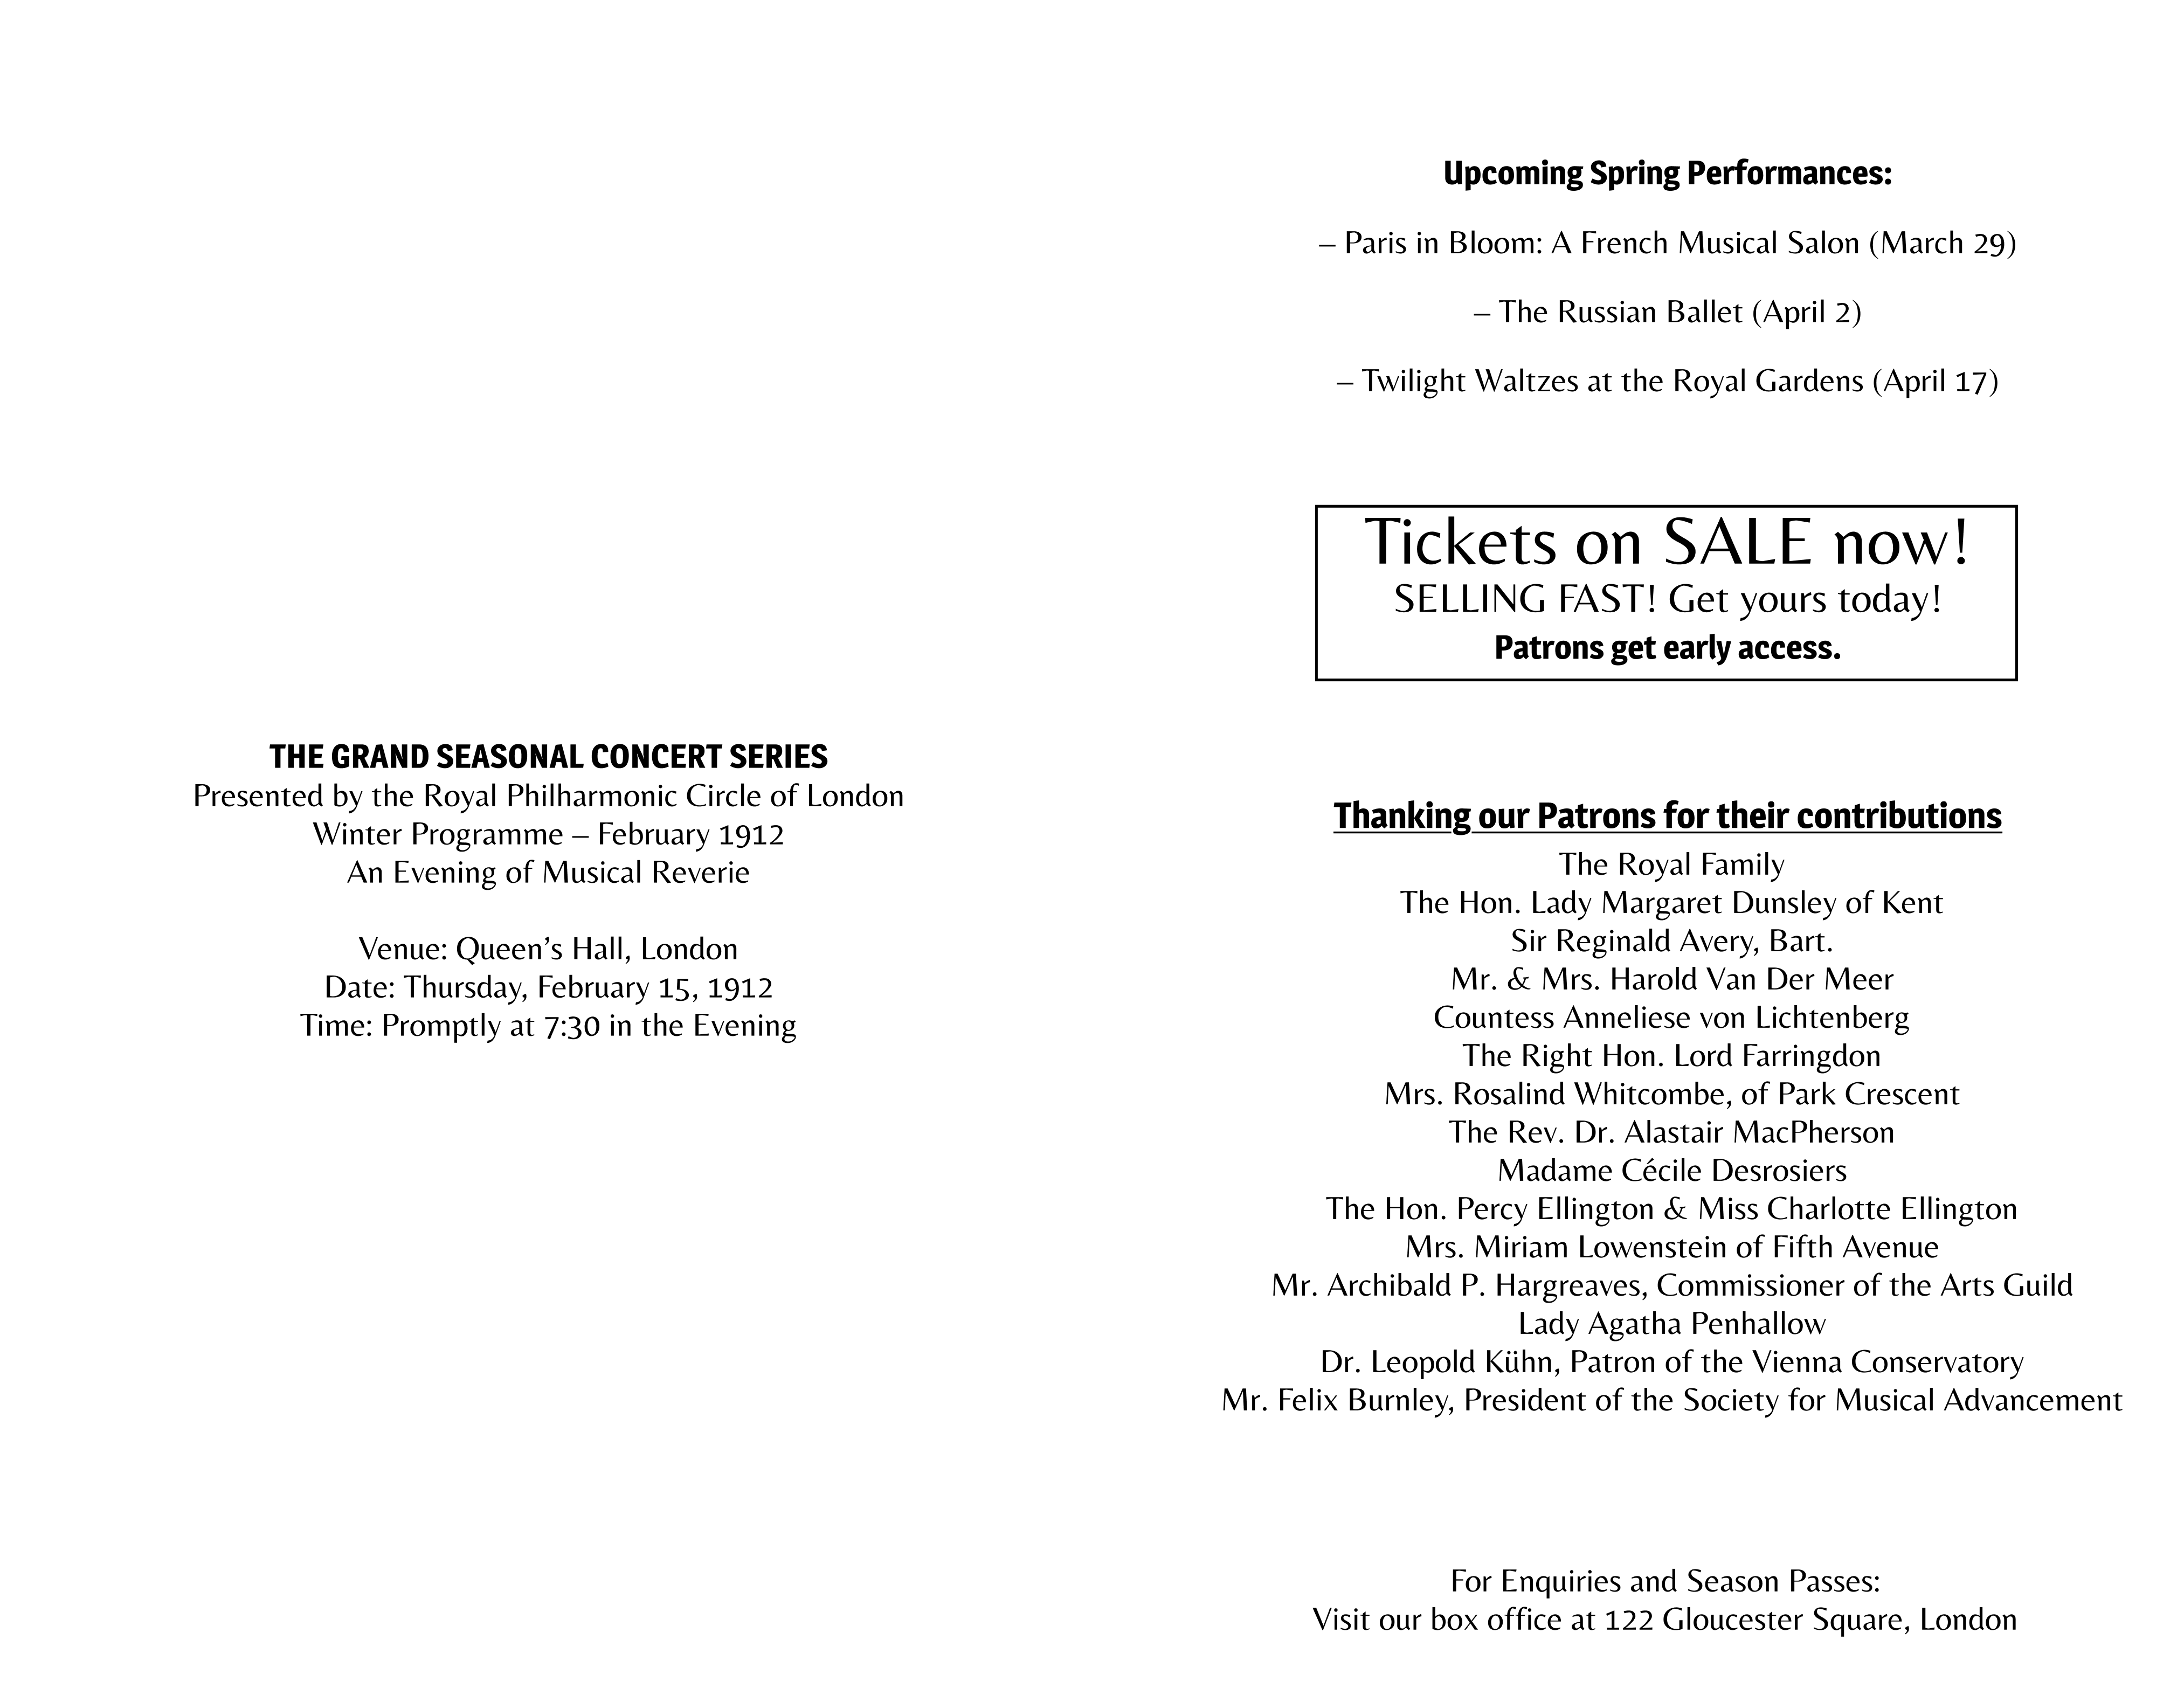 THE GRAND SEASONAL CONCERT SERIES
Presented by the Royal Philharmonic Circle of London
Winter Programme – February 1912
An Evening of Musical Reverie
Venue: Queen’s Hall, London
Date: Thursday, February 15, 1912
Time: Promptly at 7:30 in the Evening
Upcoming Spring Performances:
– Paris in Bloom: A French Musical Salon (March 29)
– The Russian Ballet (April 2)
– Twilight Waltzes at the Royal Gardens (April 17)
Tickets on SALE now!
SELLING FAST! Get yours today!
Patrons get early access.
Thanking our Patrons for their contributions
The Royal Family
The Hon. Lady Margaret Dunsley of Kent
Sir Reginald Avery, Bart.
Mr. & Mrs. Harold Van Der Meer
Countess Anneliese von Lichtenberg
The Right Hon. Lord Farringdon
Mrs. Rosalind Whitcombe, of Park Crescent
The Rev. Dr. Alastair MacPherson
Madame Cécile Desrosiers
The Hon. Percy Ellington & Miss Charlotte Ellington
Mrs. Miriam Lowenstein of Fifth Avenue
Mr. Archibald P. Hargreaves, Commissioner of the Arts Guild
Lady Agatha Penhallow
Dr. Leopold Kühn, Patron of the Vienna Conservatory
Mr. Felix Burnley, President of the Society for Musical Advancement
For Enquiries and Season Passes:
Visit our box office at 122 Gloucester Square, London